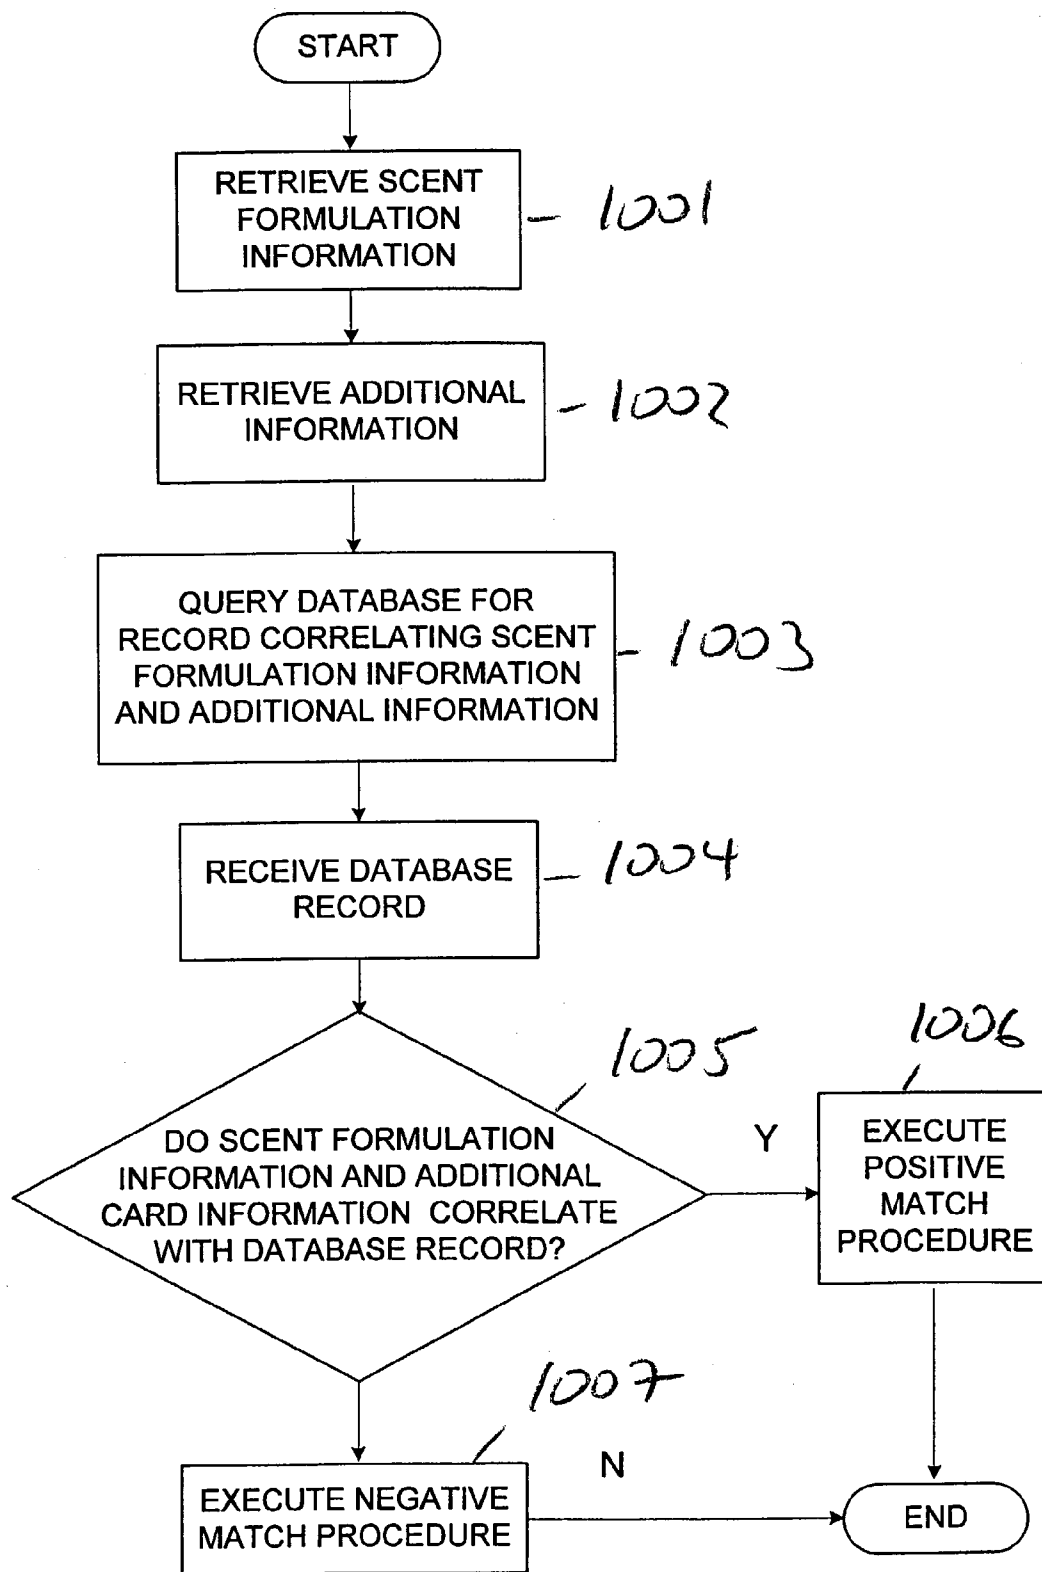 START
RETRIEVE SCENT
FORMULATION
INFORMATION
- 1001
RETRIEVE ADDITIONAL
INFORMATION
- 1002
QUERY DATABASE FOR
RECORD CORRELATING SCENT
FORMULATION INFORMATION
AND ADDITIONAL INFORMATION
- 1003
RECEIVE DATABASE
RECORD
- 1004
DO SCENT FORMULATION
INFORMATION AND ADDITIONAL
CARD INFORMATION CORRELATE
WITH DATABASE RECORD?
1005
Y
1006
EXECUTE
POSITIVE
MATCH
PROCEDURE
1007
EXECUTE NEGATIVE
MATCH PROCEDURE
N
END